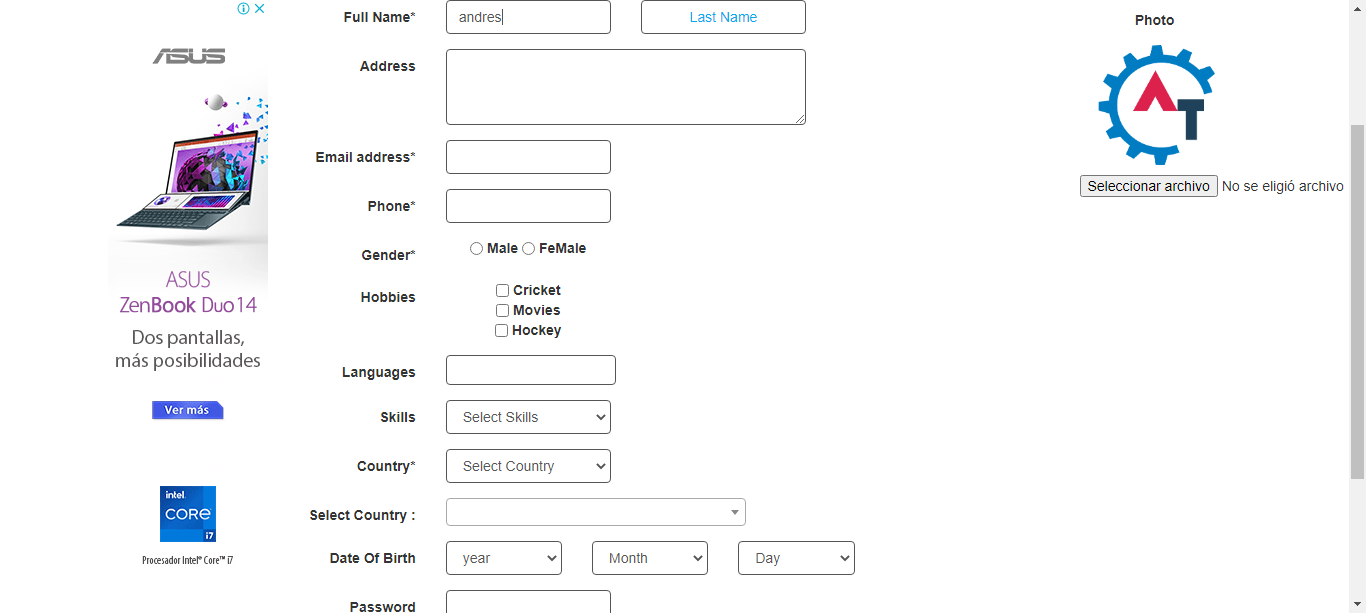 ASUS
ASUS
ZenBook Duo 14
Dos pantallas,
más posibilidades
Ver más
intel.
CORE
i7
Procesador Intel® Core™ i7
Full Name* andres Last Name
Address
Email address*
Phone*
Gender* Male FeMale
Hobbies Cricket
Movies
Hockey
Languages
Skills Select Skills
Country* Select Country
Select Country :
Date Of Birth year Month Day
Password
Photo
AT
Seleccionar archivo No se eligió archivo